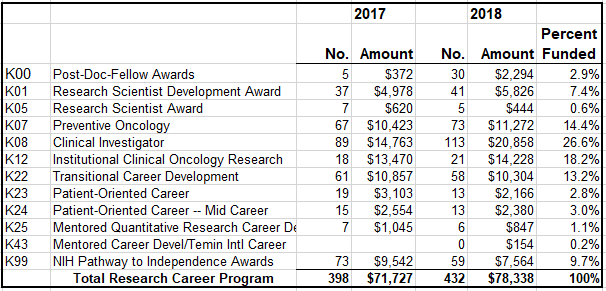 2017 2018
Percent
No. Amount No. Amount Funded
K00 Post-Doc-Fellow Awards 5 $372 30 $2,294 2.9%
K01 Research Scientist Development Award 37 $4,978 41 $5,826 7.4%
K05 Research Scientist Award 7 $620 5 $444 0.6%
K07 Preventive Oncology 67 $10,423 73 $11,272 14.4%
K08 Clinical Investigator 89 $14,763 113 $20,858 26.6%
K12 Institutional Clinical Oncology Research 18 $13,470 21 $14,228 18.2%
K22 Transitional Career Development 61 $10,857 58 $10,304 13.2%
K23 Patient-Oriented Career 19 $3,103 13 $2,166 2.8%
K24 Patient-Oriented Career -- Mid Career 15 $2,554 13 $2,380 3.0%
K25 Mentored Quantitative Research Career De 7 $1,045 6 $847 1.1%
K43 Mentored Career Devel/Temin Intl Career 0 $154 0.2%
K99 NIH Pathway to Independence Awards 73 $9,542 59 $7,564 9.7%
Total Research Career Program 398 $71,727 432 $78,338 100%